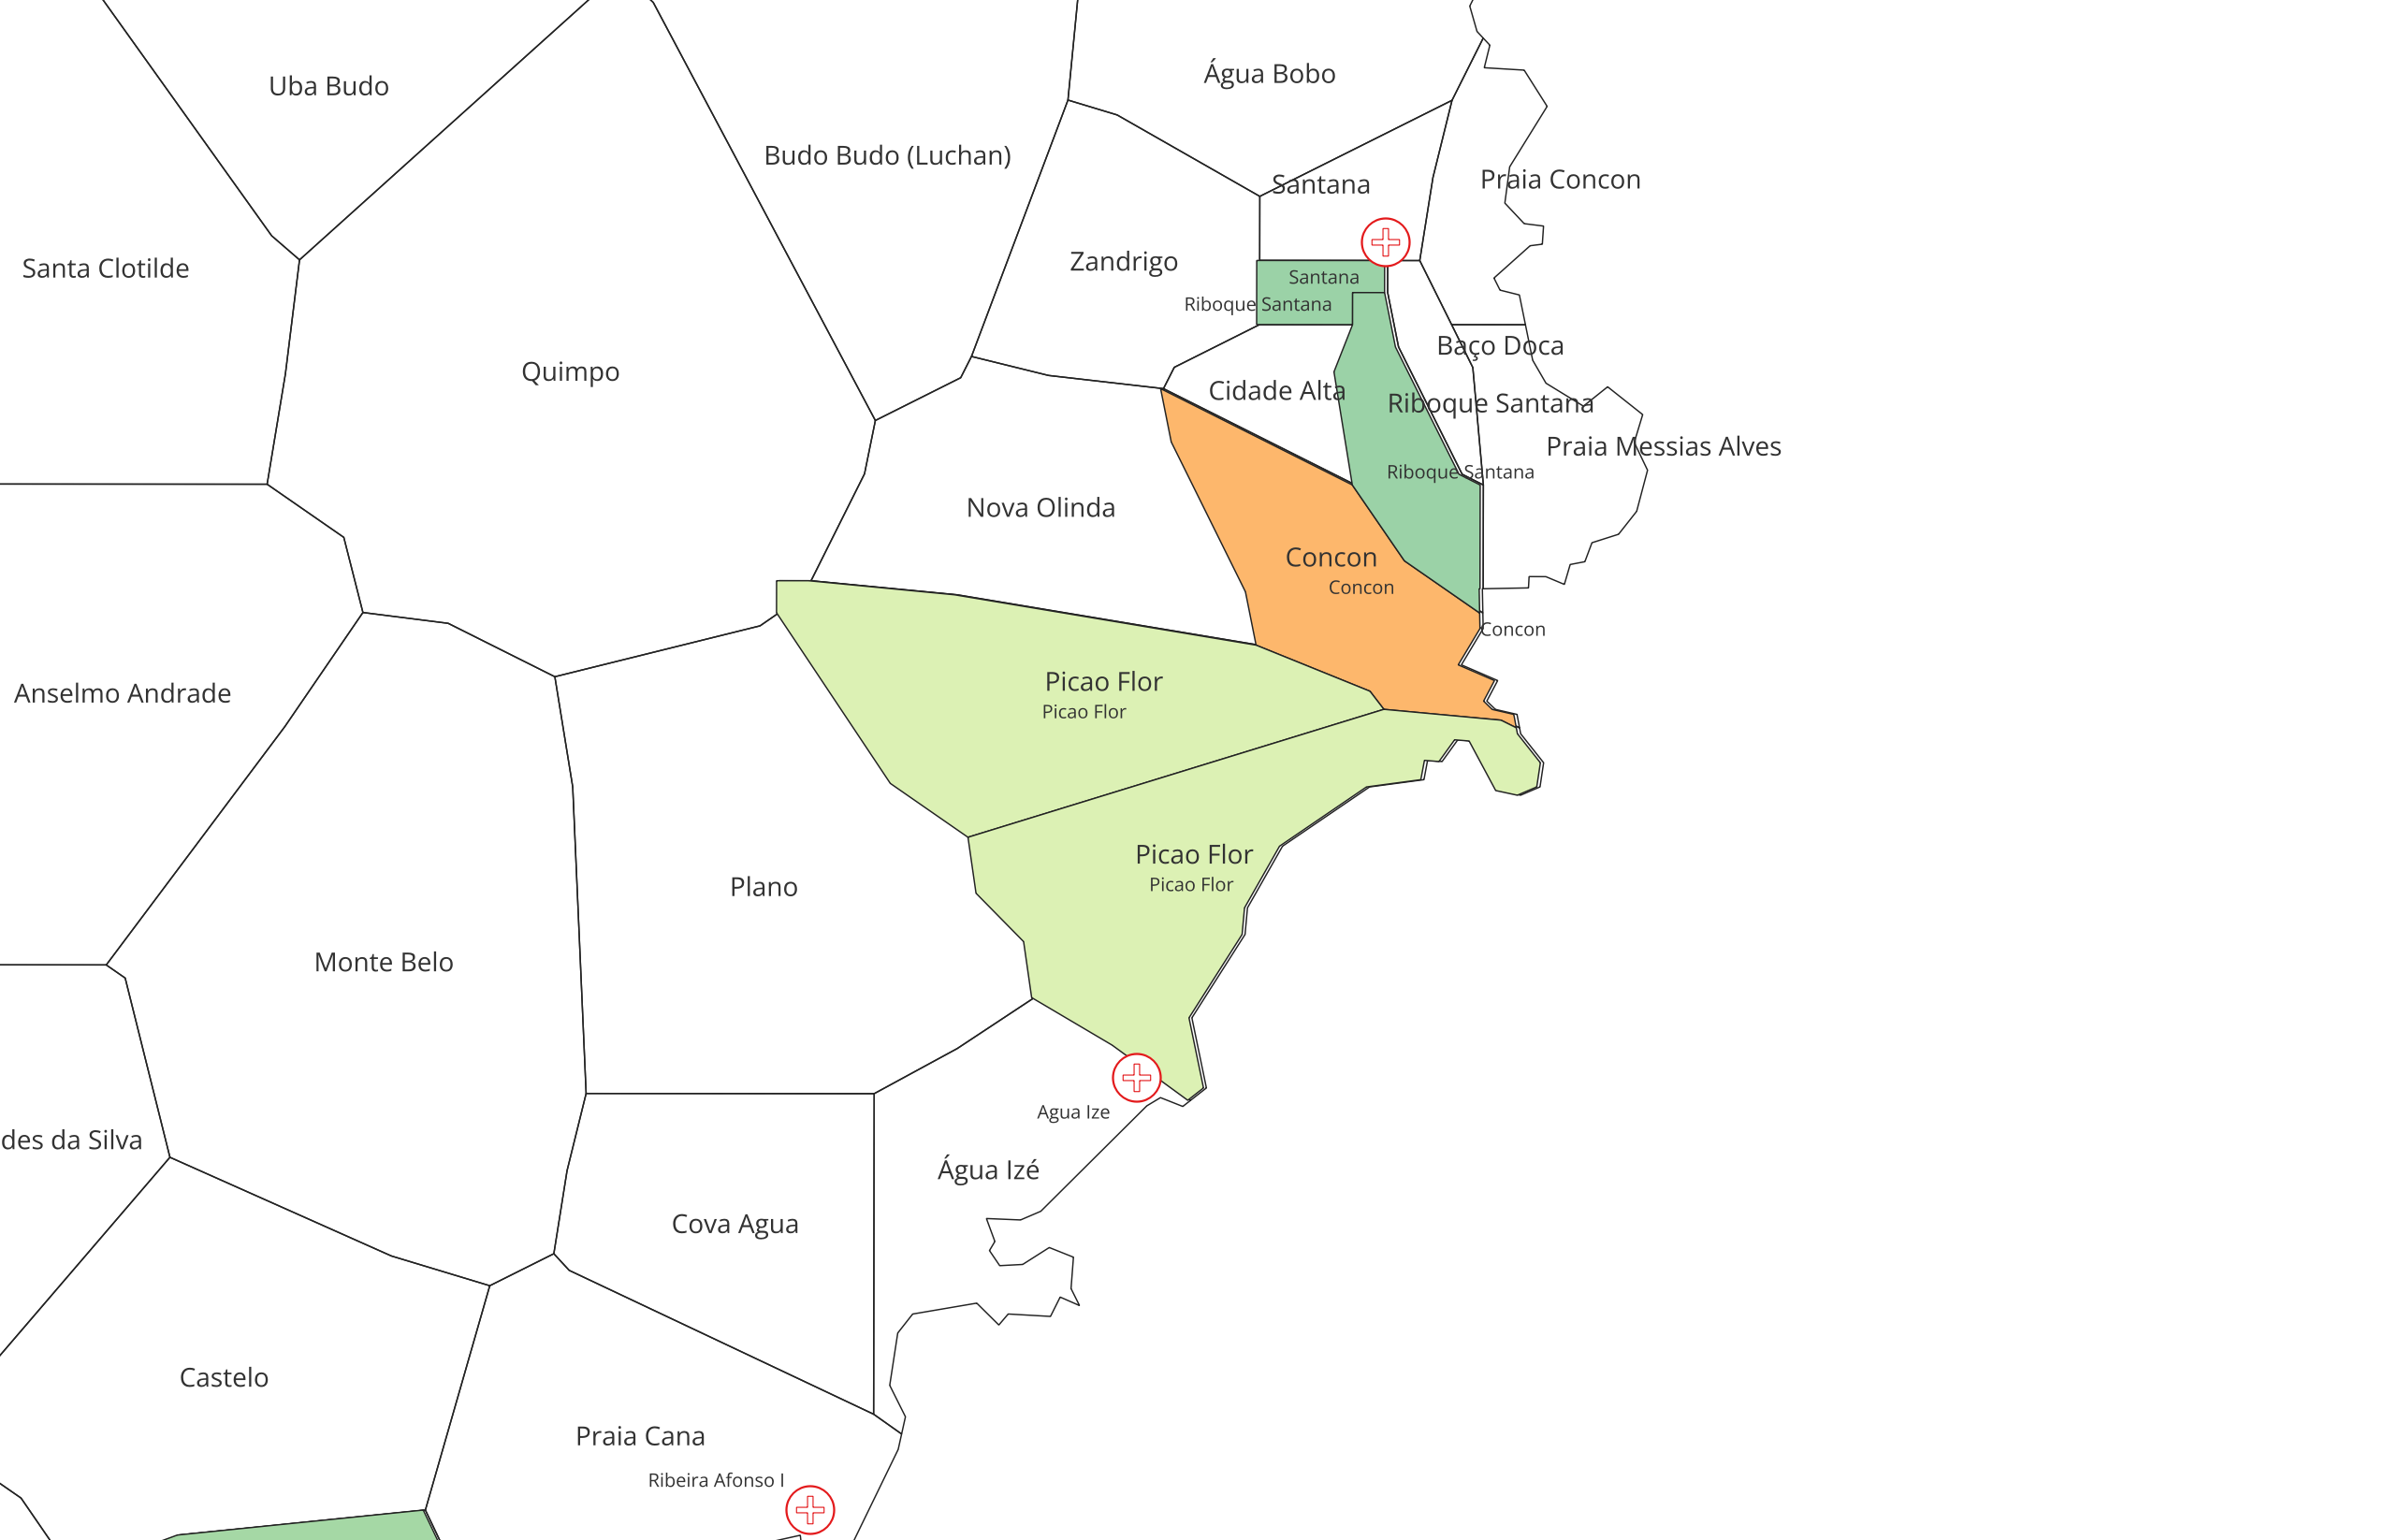 Água Bobo
Uba Budo
Budo Budo (Luchan)
Praia Concon
Santana
Zandrigo
Santa Clotilde
Santana
Riboque Santana
Baço Doca
Quimpo
Cidade Alta
Riboque Santana
Praia Messias Alves
Riboque Santana
Nova Olinda
Concon
Concon
Concon
Picao Flor
Anselmo Andrade
Picao Flor
Picao Flor
Picao Flor
Plano
Monte Belo
Agua Ize
des da Silva
Água Izé
Cova Agua
Castelo
Praia Cana
Ribeira Afonso I